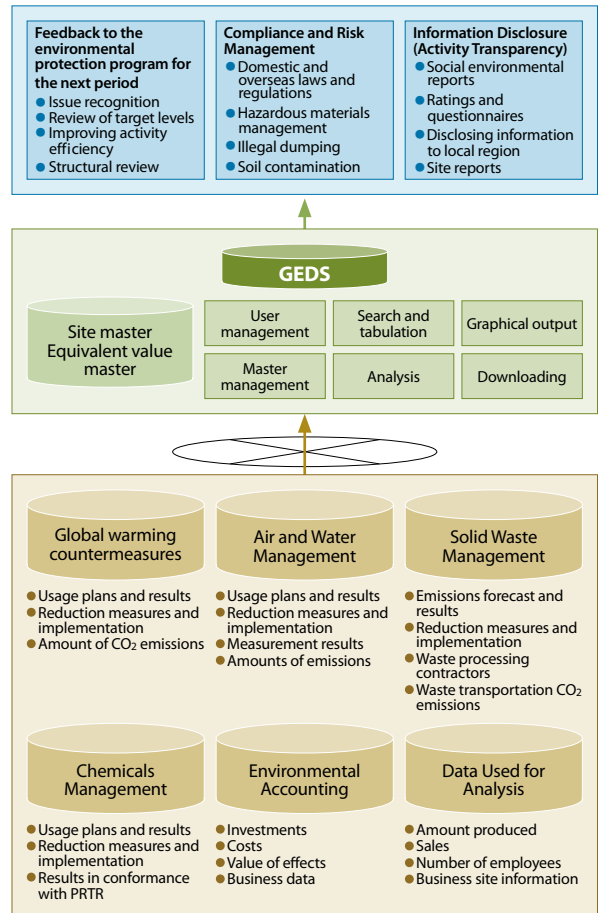 Feedback to the
environmental
protection program for
the next period
● Issue recognition
● Review of target levels
● Improving activity
efficiency
● Structural review
Compliance and Risk
Management
● Domestic and
overseas laws and
regulations
● Hazardous materials
management
● Illegal dumping
● Soil contamination
Information Disclosure
(Activity Transparency)
● Social environmental
reports
● Ratings and
questionnaires
● Disclosing information
to local region
● Site reports
GEDS
Site master
Equivalent value
master
User
management
Search and
tabulation
Graphical output
Master
management
Analysis
Downloading
Global warming
countermeasures
● Usage plans and results
● Reduction measures and
implementation
● Amount of CO₂ emissions
Air and Water
Management
● Usage plans and results
● Reduction measures and
implementation
● Measurement results
● Amounts of emissions
Solid Waste
Management
● Emissions forecast and
results
● Reduction measures and
implementation
● Waste processing
contractors
● Waste transportation CO₂
emissions
Chemicals
Management
● Usage plans and results
● Reduction measures and
implementation
● Results in conformance
with PRTR
Environmental
Accounting
● Investments
● Costs
● Value of effects
● Business data
Data Used for
Analysis
● Amount produced
● Sales
● Number of employees
● Business site information